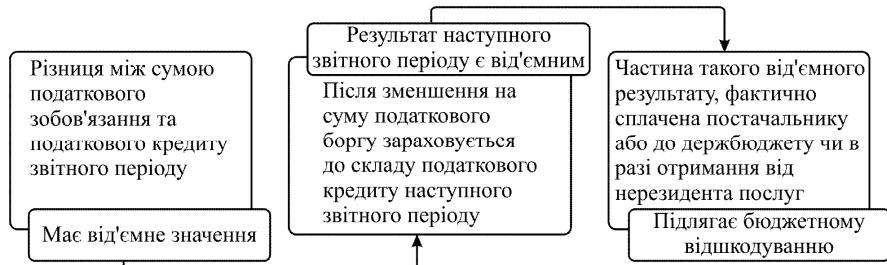 Різниця між сумою
податкового
зобов'язання та
податкового кредиту
звітного періоду
Має від'ємне значення
Результат наступного
звітного періоду є від'ємним
Після зменшення на
суму податкового
боргу зараховується
до складу податкового
кредиту наступного
звітного періоду
Частина такого від'ємного
результату, фактично
сплачена постачальнику
або до держбюджету чи в
разі отримання від
нерезидента послуг
Підлягає бюджетному
відшкодуванню